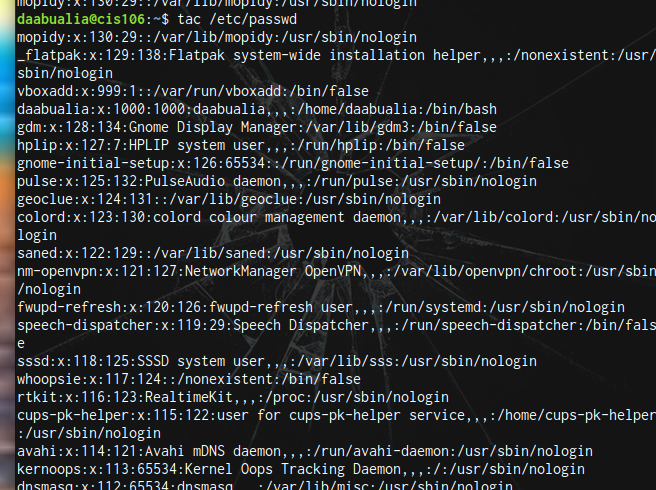 mopidy:x:130:29::/var/lib/mopidy:/usr/sbin/nologin
daabualia@cis106:~$ tac /etc/passwd
mopidy:x:130:29::/var/lib/mopidy:/usr/sbin/nologin
_flatpak:x:129:138:Flatpak system-wide installation helper,,,:/nonexistent:/usr/
sbin/nologin
vboxadd:x:999:1::/var/run/vboxadd:/bin/false
daabualia:x:1000:1000:daabualia,,,:/home/daabualia:/bin/bash
gdm:x:128:134:Gnome Display Manager:/var/lib/gdm3:/bin/false
hplip:x:127:7:HPLIP system user,,,:/run/hplip:/bin/false
gnome-initial-setup:x:126:65534::/run/gnome-initial-setup/:/bin/false
pulse:x:125:132:PulseAudio daemon,,,:/run/pulse:/usr/sbin/nologin
geoclue:x:124:131::/var/lib/geoclue:/usr/sbin/nologin
colord:x:123:130:colord colour management daemon,,,:/var/lib/colord:/usr/sbin/no
login
saned:x:122:129::/var/lib/saned:/usr/sbin/nologin
nm-openvpn:x:121:127:NetworkManager OpenVPN,,,:/var/lib/openvpn/chroot:/usr/sbin
/nologin
fwupd-refresh:x:120:126:fwupd-refresh user,,,:/run/systemd:/usr/sbin/nologin
speech-dispatcher:x:119:29:Speech Dispatcher,,,:/run/speech-dispatcher:/bin/fals
e
sssd:x:118:125:SSSD system user,,,:/var/lib/sss:/usr/sbin/nologin
whoopsie:x:117:124::/nonexistent:/bin/false
rtkit:x:116:123:RealtimeKit,,,:/proc:/usr/sbin/nologin
cups-pk-helper:x:115:122:user for cups-pk-helper service,,,:/home/cups-pk-helper
:/usr/sbin/nologin
avahi:x:114:121:Avahi mDNS daemon,,,:/run/avahi-daemon:/usr/sbin/nologin
kernoops:x:113:65534:Kernel Oops Tracking Daemon,,,:/:/usr/sbin/nologin
dnsmasq:x:112:65534:dnsmasq,,,:/var/lib/misc:/usr/sbin/nologin